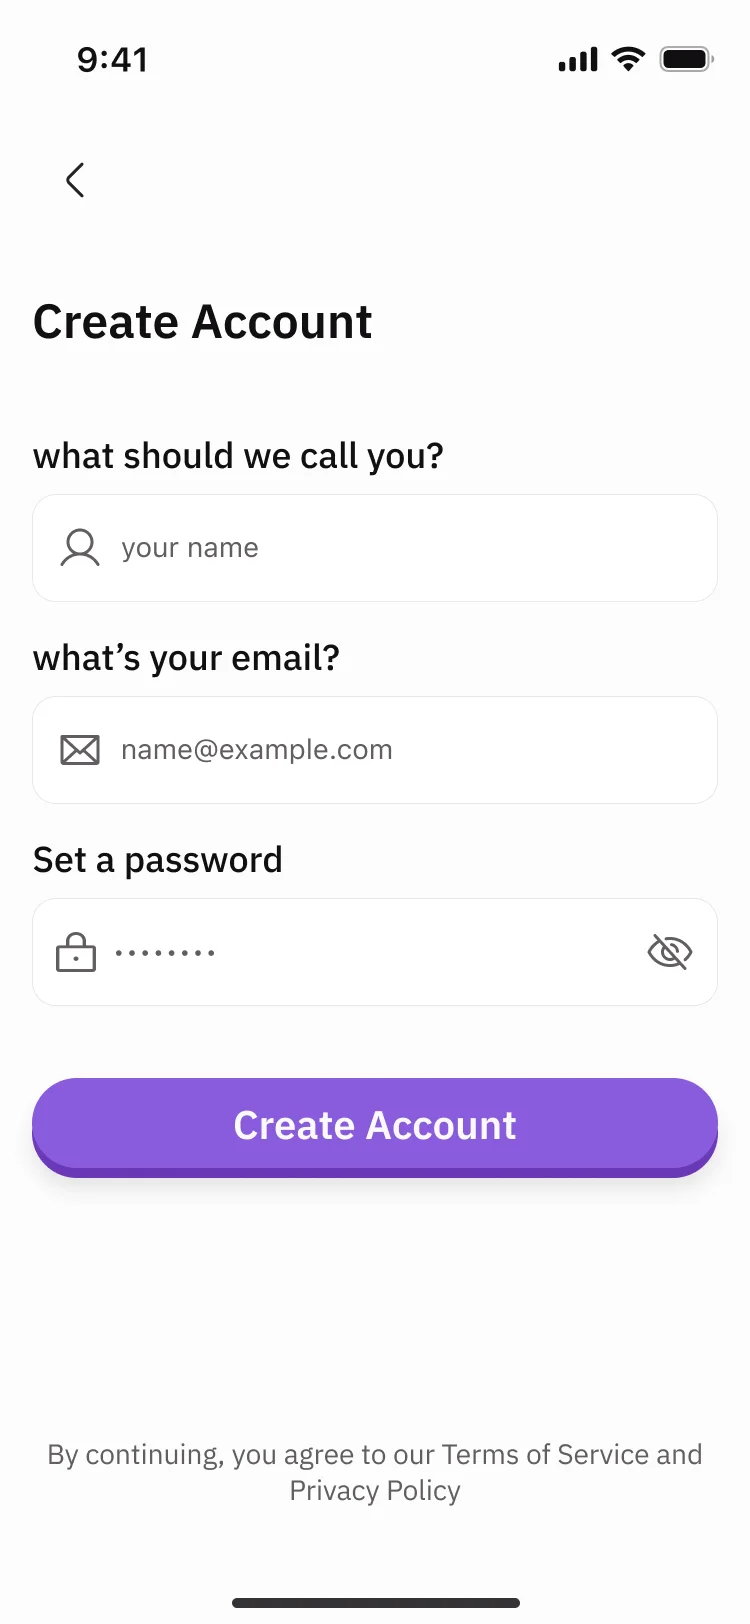 9:41
Create Account
what should we call you?
your name
what’s your email?
name@example.com
Set a password
........
Create Account
By continuing, you agree to our Terms of Service and
Privacy Policy